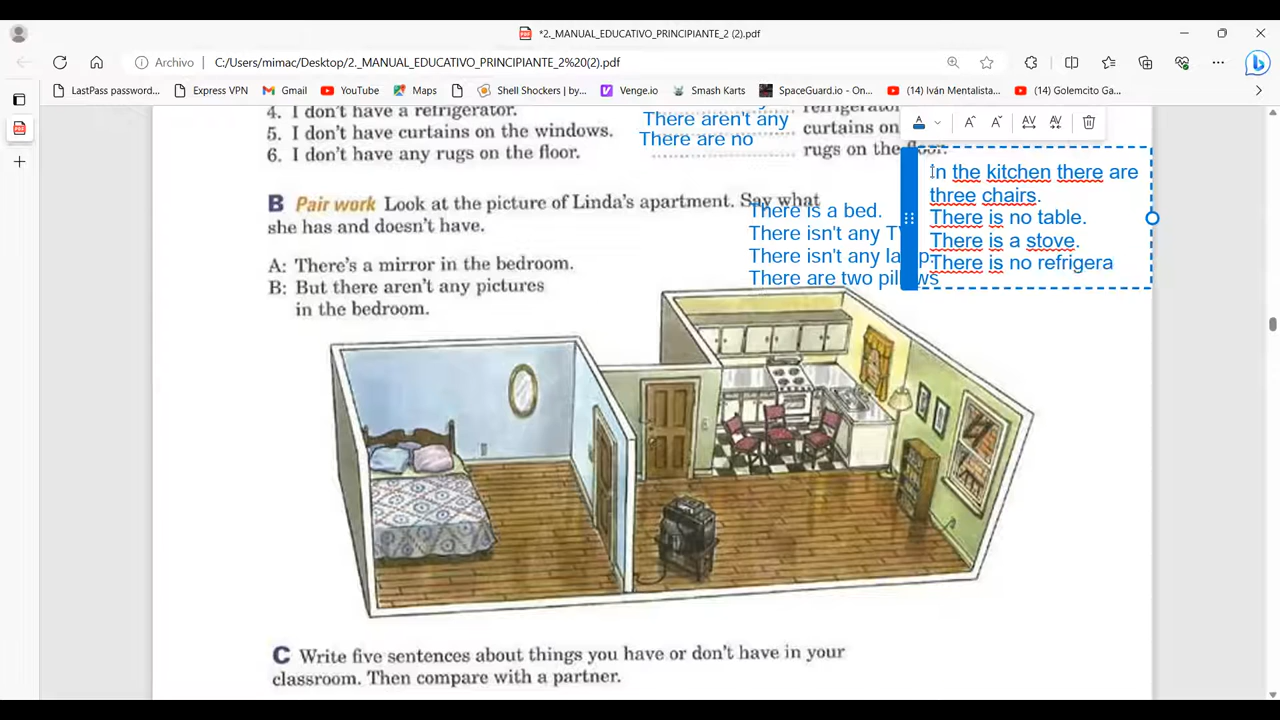 *2._MANUAL_EDUCATIVO_PRINCIPIANTE_2 (2).pdf
Archivo C:/Users/mimac/Desktop/2._MANUAL_EDUCATIVO_PRINCIPIANTE_2%20(2).pdf
LastPass password... Express VPN Gmail YouTube Maps Shell Shockers | by... Venge.io Smash Karts SpaceGuard.io - On... (14) Iván Mentalista... (14) Golemcito Ga...
4. I don't have a refrigerator. refrigerator
5. I don't have curtains on the windows. There aren't any curtains on
6. I don't have any rugs on the floor. There are no rugs on the floor.
B Pair work Look at the picture of Linda's apartment. Say what
she has and doesn't have.
A: There's a mirror in the bedroom.
B: But there aren't any pictures
in the bedroom.
There is a bed.
There isn't any TV
There isn't any lamp
There are two pillows
In the kitchen there are
three chairs.
There is no table.
There is a stove.
There is no refrigera
C Write five sentences about things you have or don't have in your
classroom. Then compare with a partner.